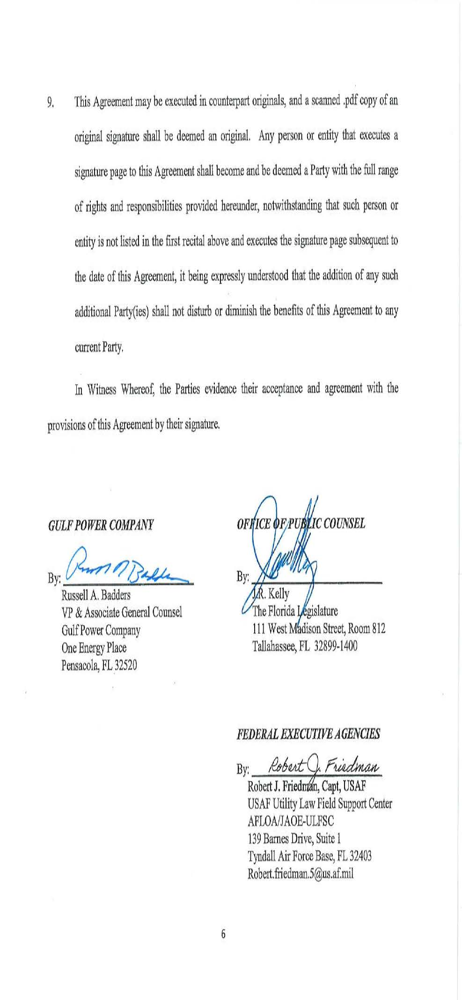 9. This Agreement may be executed in counterpart originals, and a scanned .pdf copy of an
original signature shall be deemed an original. Any person or entity that executes a
signature page to this Agreement shall become and be deemed a Party with the full range
of rights and responsibilities provided hereunder, notwithstanding that such person or
entity is not listed in the first recital above and executes the signature page subsequent to
the date of this Agreement, it being expressly understood that the addition of any such
additional Party(ies) shall not disturb or diminish the benefits of this Agreement to any
current Party.
In Witness Whereof, the Parties evidence their acceptance and agreement with the
provisions of this Agreement by their signature.
GULF POWER COMPANY
By:
Russell A. Badders
VP & Associate General Counsel
Gulf Power Company
One Energy Place
Pensacola, FL 32520
OFFICE OF PUBLIC COUNSEL
By:
J.R. Kelly
The Florida Legislature
111 West Madison Street, Room 812
Tallahassee, FL 32899-1400
FEDERAL EXECUTIVE AGENCIES
By: Robert J. Friedman
Robert J. Friedman, Capt, USAF
USAF Utility Law Field Support Center
AFLOA/JAOE-ULFSC
139 Barnes Drive, Suite 1
Tyndall Air Force Base, FL 32403
Robert.friedman.5@us.af.mil
6